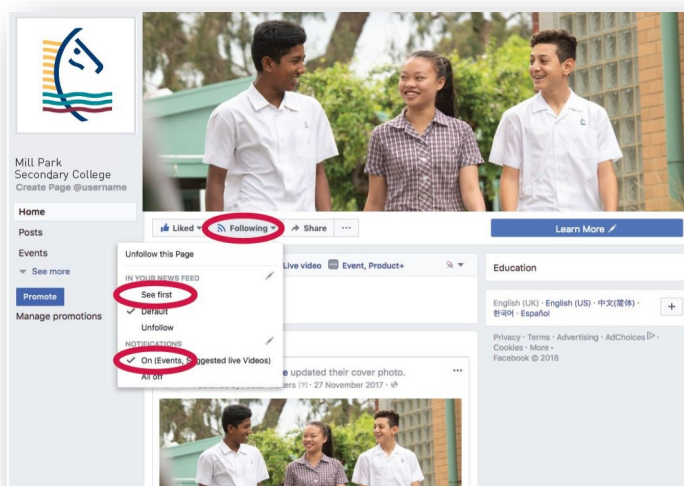 Mill Park
Secondary College
Create Page @username
Home
Posts
Events
See more
Promote
Manage promotions
Liked
Following
Share
Learn More
Unfollow this Page
IN YOUR NEWS FEED
See first
Default
Unfollow
NOTIFICATIONS
On (Events, Suggested live Videos)
All off
Live video
Event, Product+
updated their cover photo.
[?] · 27 November 2017 ·
Education
English (UK) · English (US) · 中文(简体) ·
한국어 · Español
Privacy · Terms · Advertising · AdChoices ·
Cookies · More
Facebook © 2018